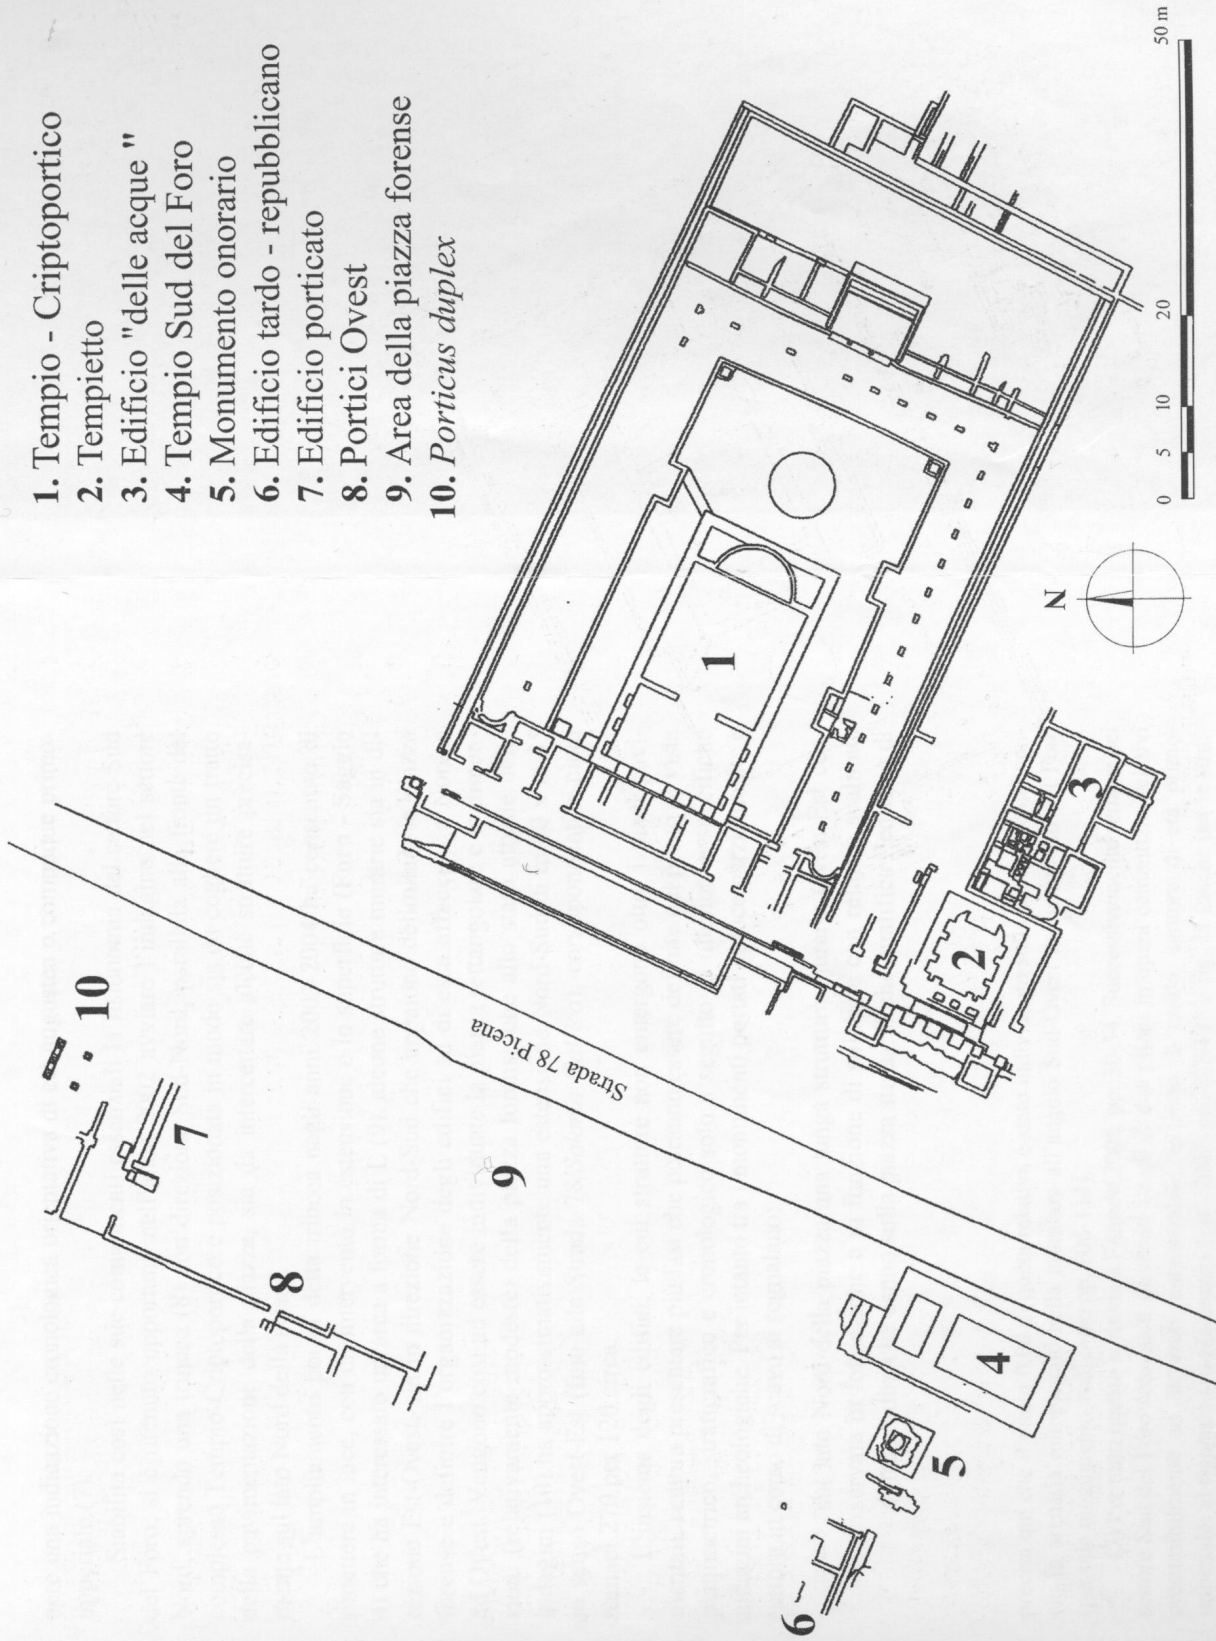 1. Tempio - Criptoportico
2. Tempietto
3. Edificio "delle acque "
4. Tempio Sud del Foro
5. Monumento onorario
6. Edificio tardo - repubblicano
7. Edificio porticato
8. Portici Ovest
9. Area della piazza forense
10. Porticus duplex
10
7
8
9
Strada 78 Picena
1
2
3
4
5
6
N
0 5 10 20 50 m